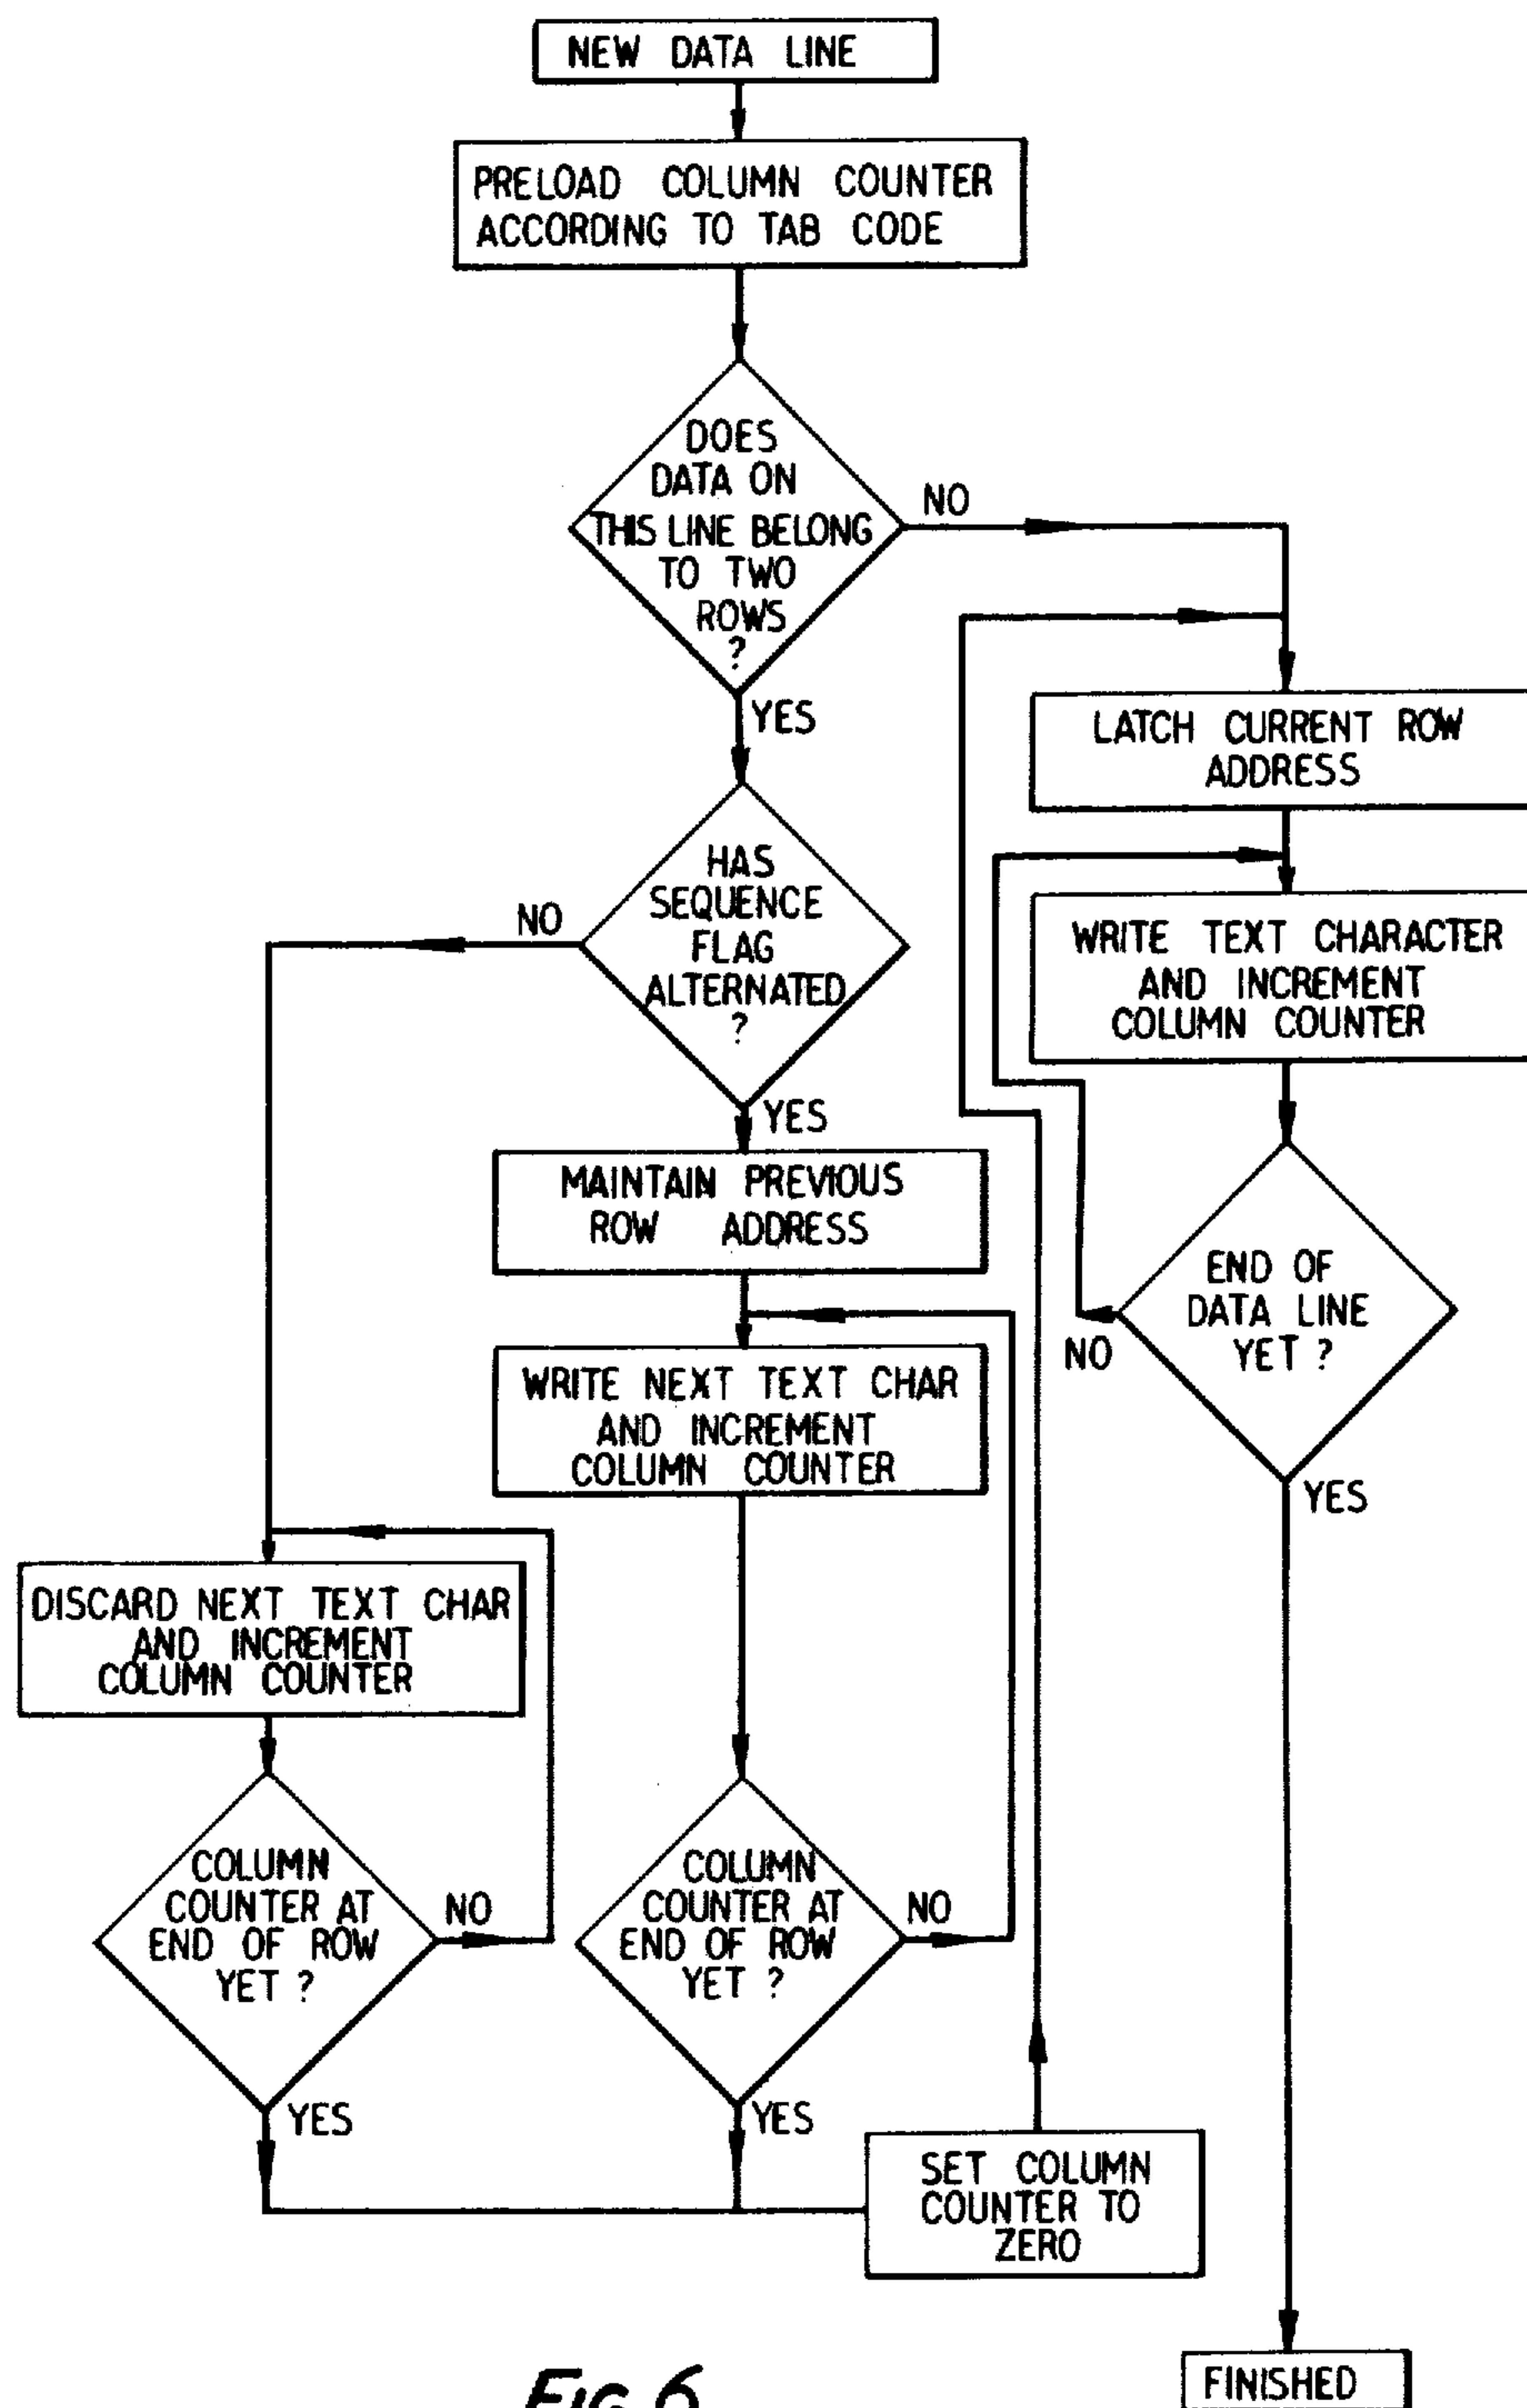 NEW DATA LINE
PRELOAD COLUMN COUNTER
ACCORDING TO TAB CODE
DOES
DATA ON
THIS LINE BELONG
TO TWO
ROWS
?
NO
YES
LATCH CURRENT ROW
ADDRESS
HAS
SEQUENCE
FLAG
ALTERNATED
?
NO
YES
WRITE TEXT CHARACTER
AND INCREMENT
COLUMN COUNTER
MAINTAIN PREVIOUS
ROW ADDRESS
END OF
DATA LINE
YET ?
NO
YES
WRITE NEXT TEXT CHAR
AND INCREMENT
COLUMN COUNTER
DISCARD NEXT TEXT CHAR
AND INCREMENT
COLUMN COUNTER
COLUMN
COUNTER AT
END OF ROW
YET ?
NO
YES
COLUMN
COUNTER AT
END OF ROW
YET ?
NO
YES
SET COLUMN
COUNTER TO
ZERO
FINISHED
FIG.6